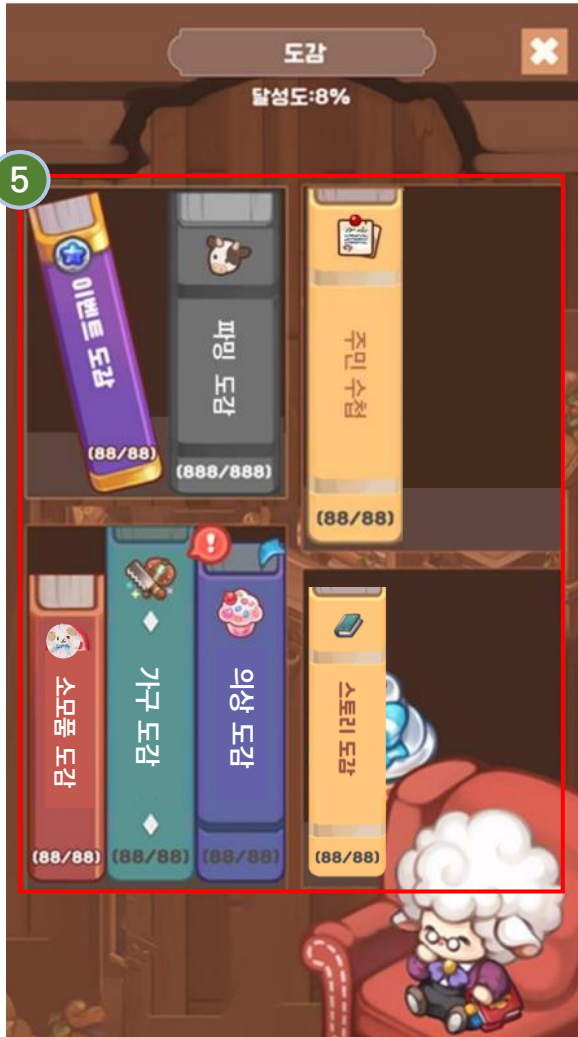 도감
달성도:8%
5
이벤트 도감
(88/88)
파밍 도감
(888/888)
주민 수첩
(88/88)
소모품 도감
(88/88)
가구 도감
(88/88)
의상 도감
(88/88)
스토리 도감
(88/88)